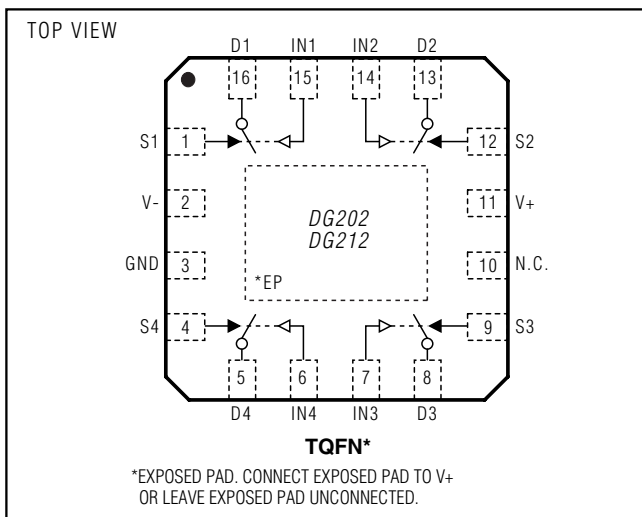 TOP VIEW
D1 IN1 IN2 D2
16 15 14 13
S1 1 12 S2
V- 2 11 V+
DG202
DG212
GND 3 10 N.C.
*EP
S4 4 9 S3
5 6 7 8
D4 IN4 IN3 D3
TQFN*
*EXPOSED PAD. CONNECT EXPOSED PAD TO V+
OR LEAVE EXPOSED PAD UNCONNECTED.